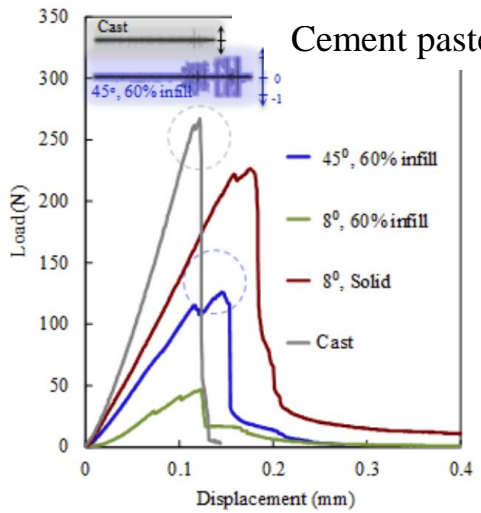 Cement paste
350
300
250
200
150
100
50
0
Load (N)
Cast
45°, 60% infill
0
-1
45⁰, 60% infill
8⁰, 60% infill
8⁰, Solid
Cast
0
0.1
0.2
0.3
0.4
Displacement (mm)